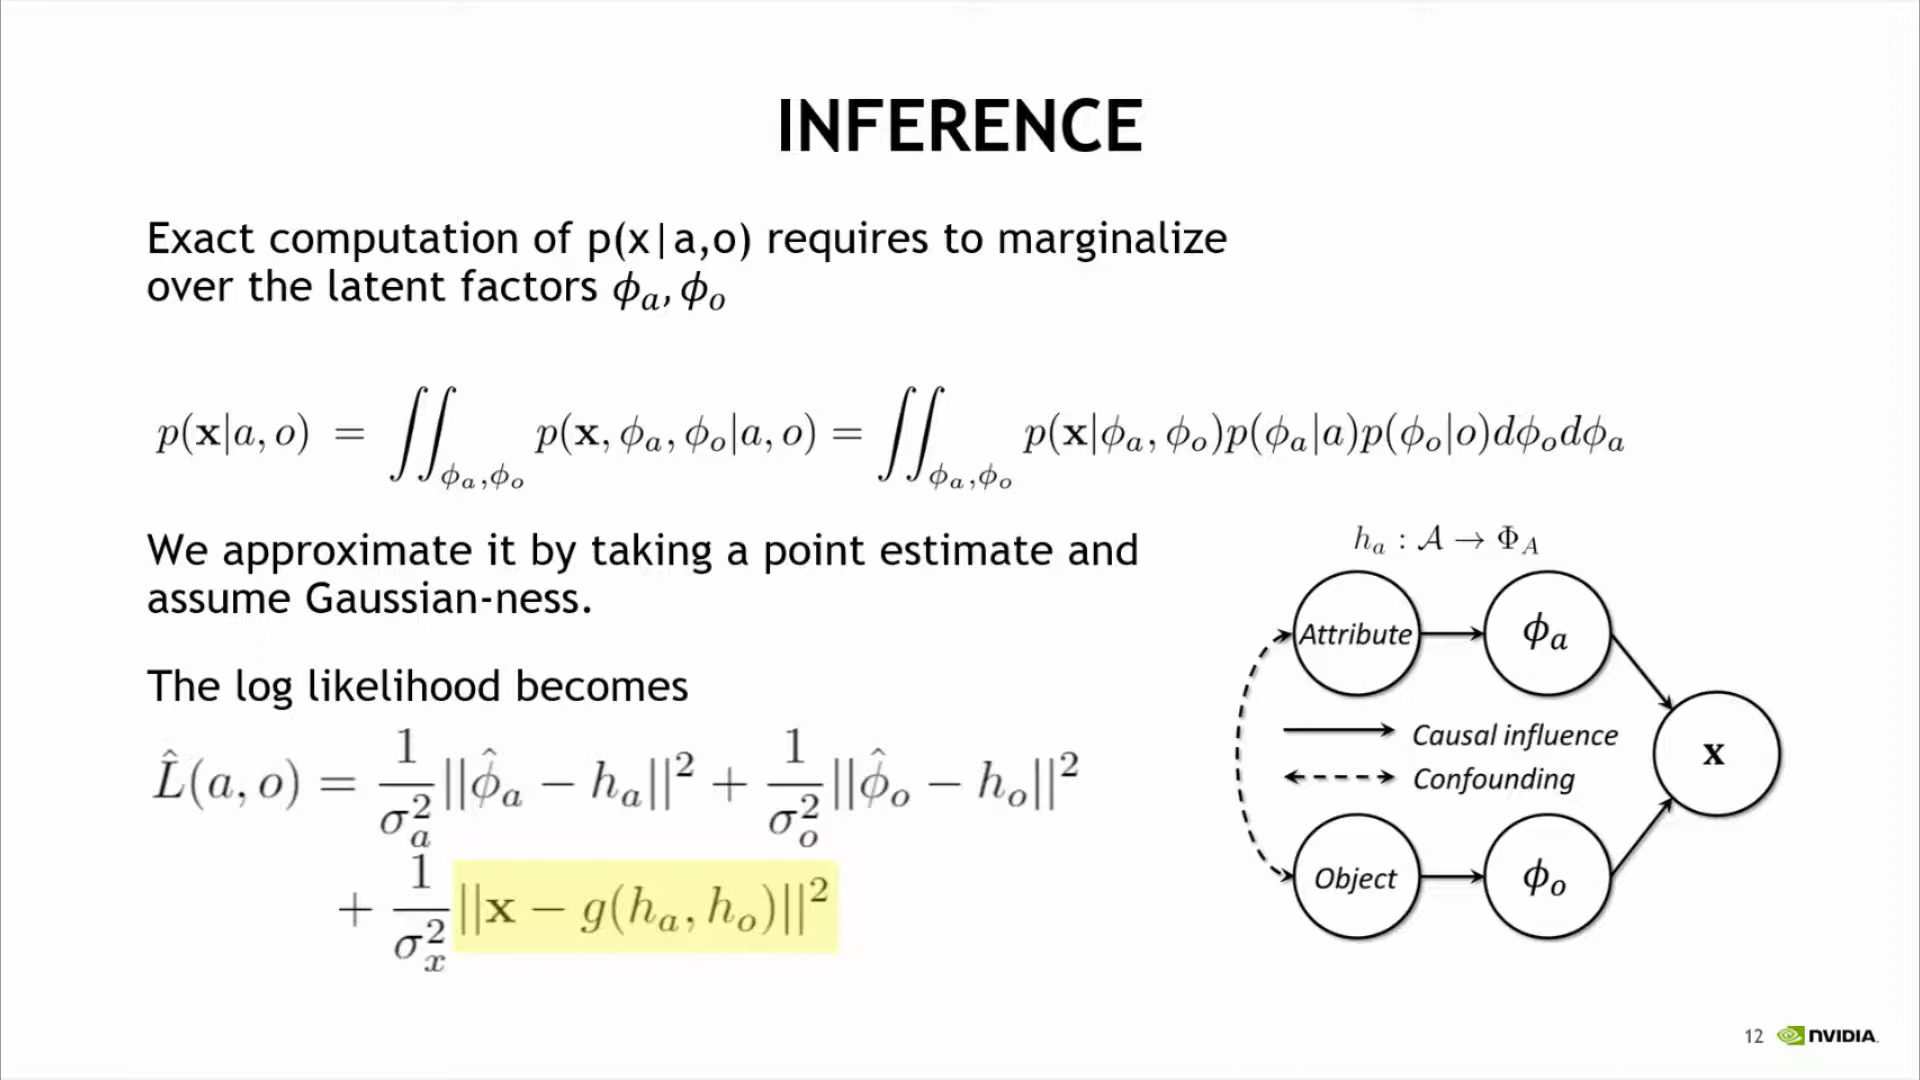 INFERENCE
Exact computation of p(x|a,o) requires to marginalize
over the latent factors ϕₐ, ϕₒ
p(𝐱|a, o) = ∬_{ϕₐ,ϕₒ} p(𝐱, ϕₐ, ϕₒ|a, o) = ∬_{ϕₐ,ϕₒ} p(𝐱|ϕₐ, ϕₒ)p(ϕₐ|a)p(ϕₒ|o)dϕₒdϕₐ
We approximate it by taking a point estimate and
assume Gaussian-ness.
The log likelihood becomes
L̂(a, o) = 1/σₐ² ||ϕ̂ₐ − hₐ||² + 1/σₒ² ||ϕ̂ₒ − hₒ||²
+ 1/σₓ² ||𝐱 − g(hₐ, hₒ)||²
hₐ : 𝒜 → Φ_A
Attribute
ϕₐ
Causal influence
Confounding
𝐱
Object
ϕₒ
12 NVIDIA.